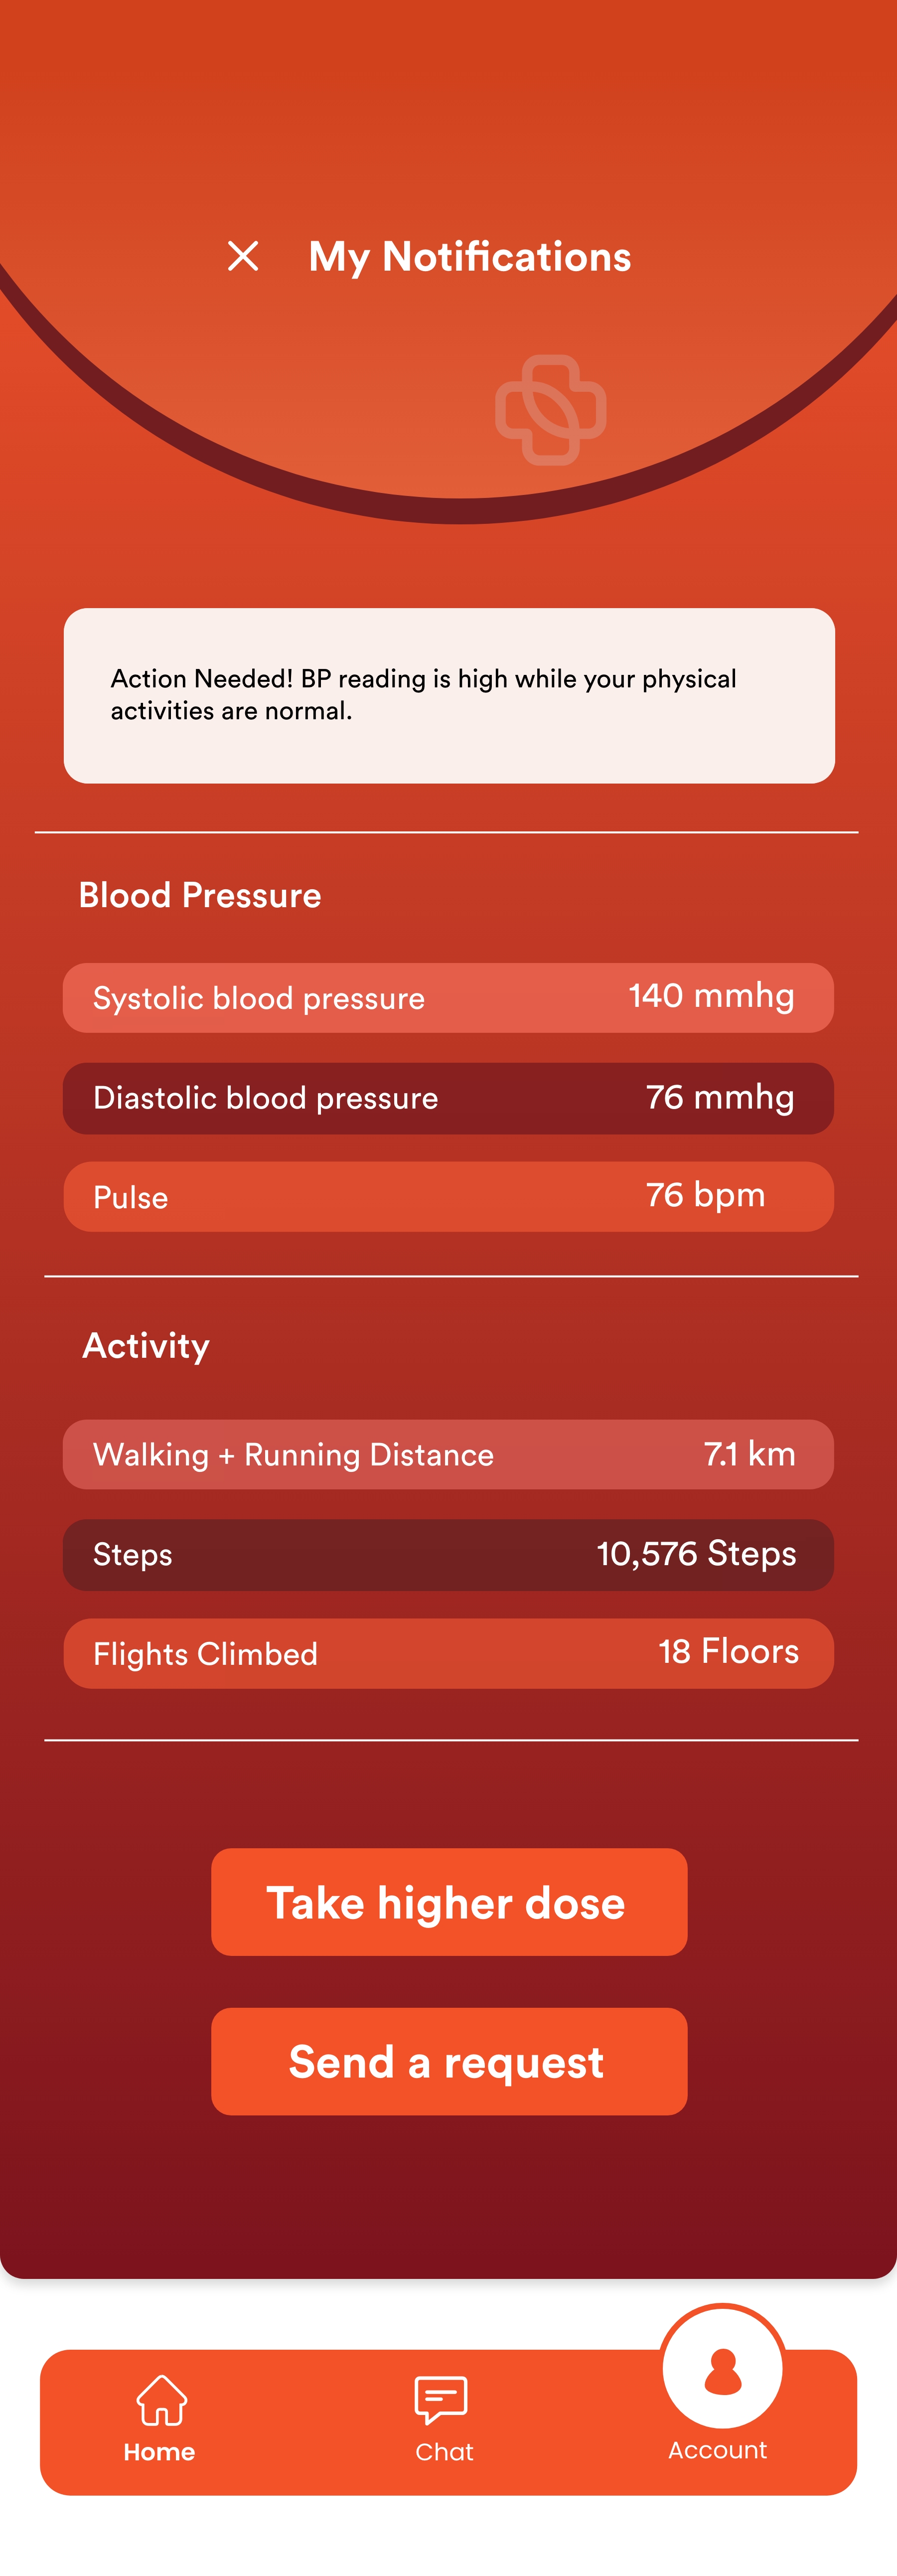 My Notifications
Action Needed! BP reading is high while your physical
activities are normal.
Blood Pressure
Systolic blood pressure 140 mmhg
Diastolic blood pressure 76 mmhg
Pulse 76 bpm
Activity
Walking + Running Distance 7.1 km
Steps 10,576 Steps
Flights Climbed 18 Floors
Take higher dose
Send a request
Home Chat Account